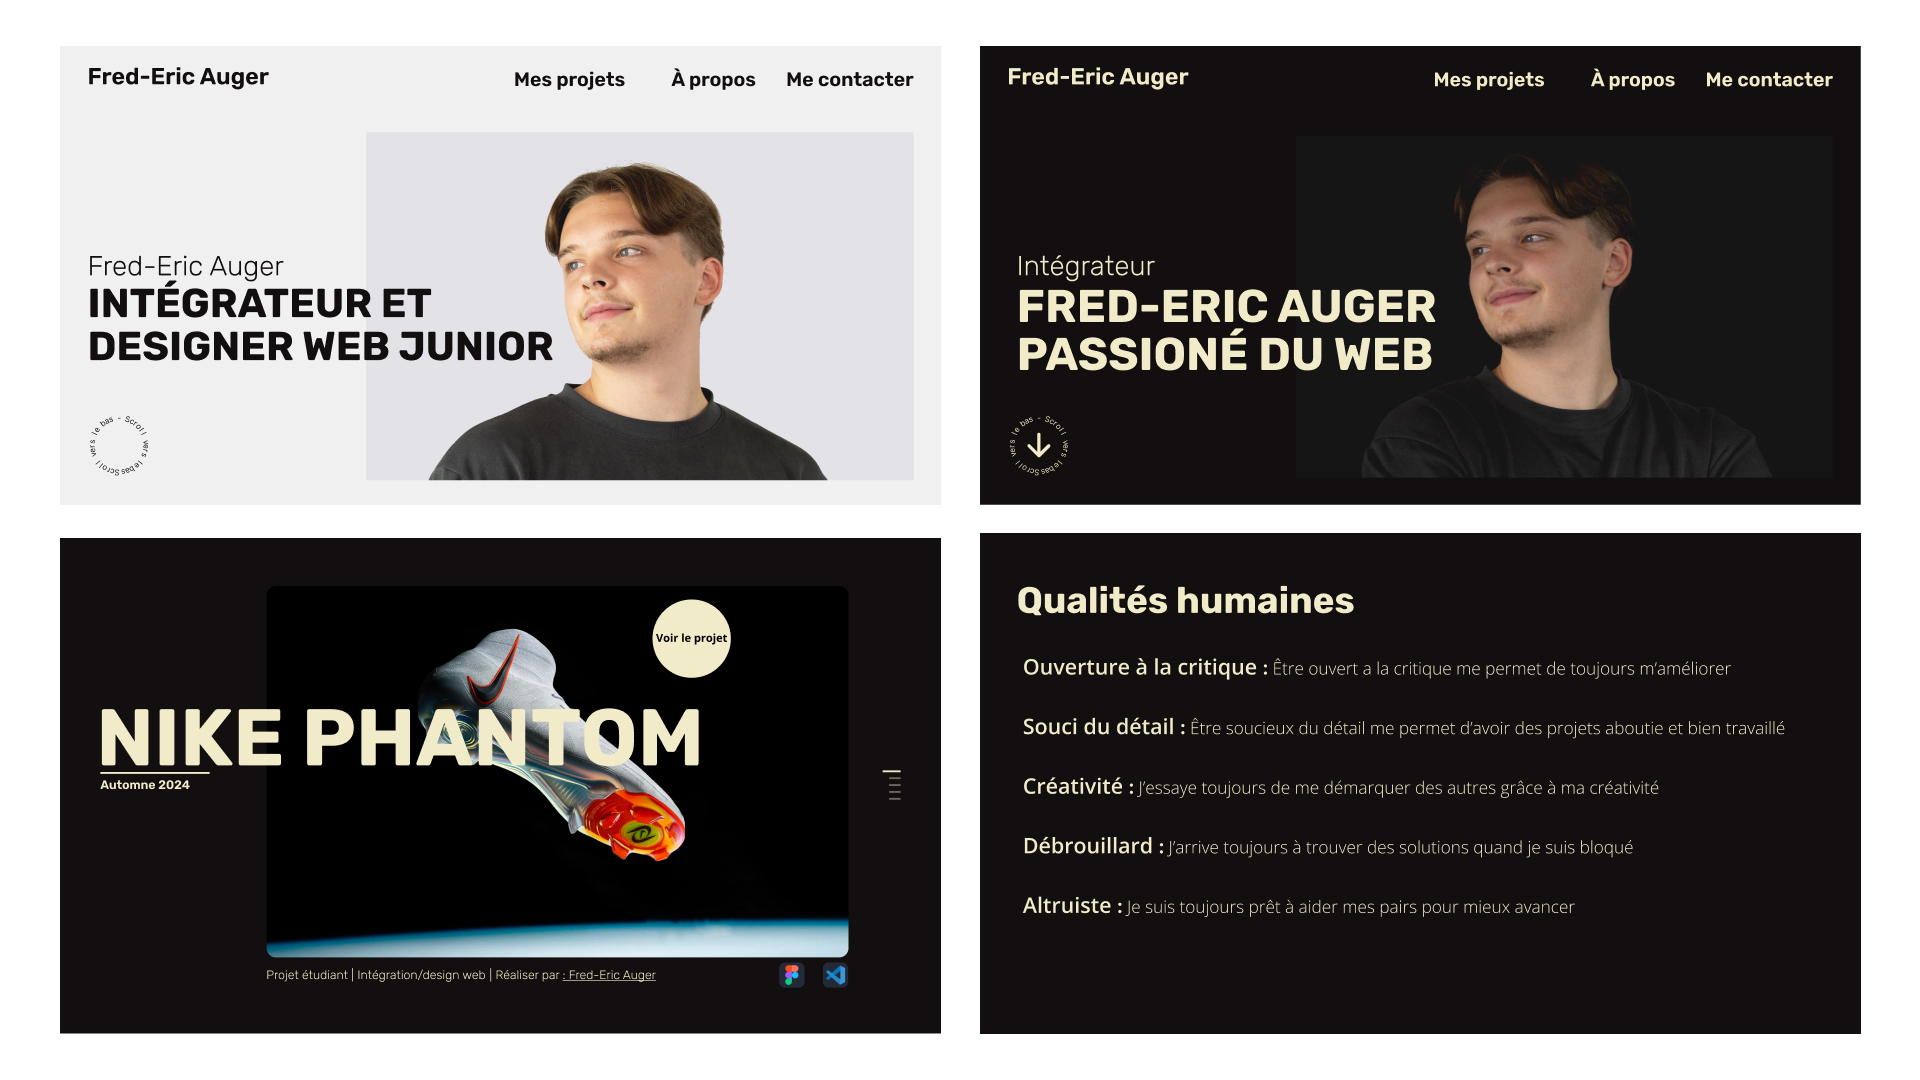 Fred-Eric Auger
Mes projets À propos Me contacter
Fred-Eric Auger
INTÉGRATEUR ET
DESIGNER WEB JUNIOR
Scroll vers le bas Scroll vers le bas -
Fred-Eric Auger
Mes projets À propos Me contacter
Intégrateur
FRED-ERIC AUGER
PASSIONÉ DU WEB
Scroll vers le bas Scroll vers le bas -
Voir le projet
NIKE PHANTOM
Automne 2024
Projet étudiant | Intégration/design web | Réaliser par : Fred-Eric Auger
Qualités humaines
Ouverture à la critique : Être ouvert a la critique me permet de toujours m’améliorer
Souci du détail : Être soucieux du détail me permet d’avoir des projets aboutie et bien travaillé
Créativité : J’essaye toujours de me démarquer des autres grâce à ma créativité
Débrouillard : J’arrive toujours à trouver des solutions quand je suis bloqué
Altruiste : Je suis toujours prêt à aider mes pairs pour mieux avancer